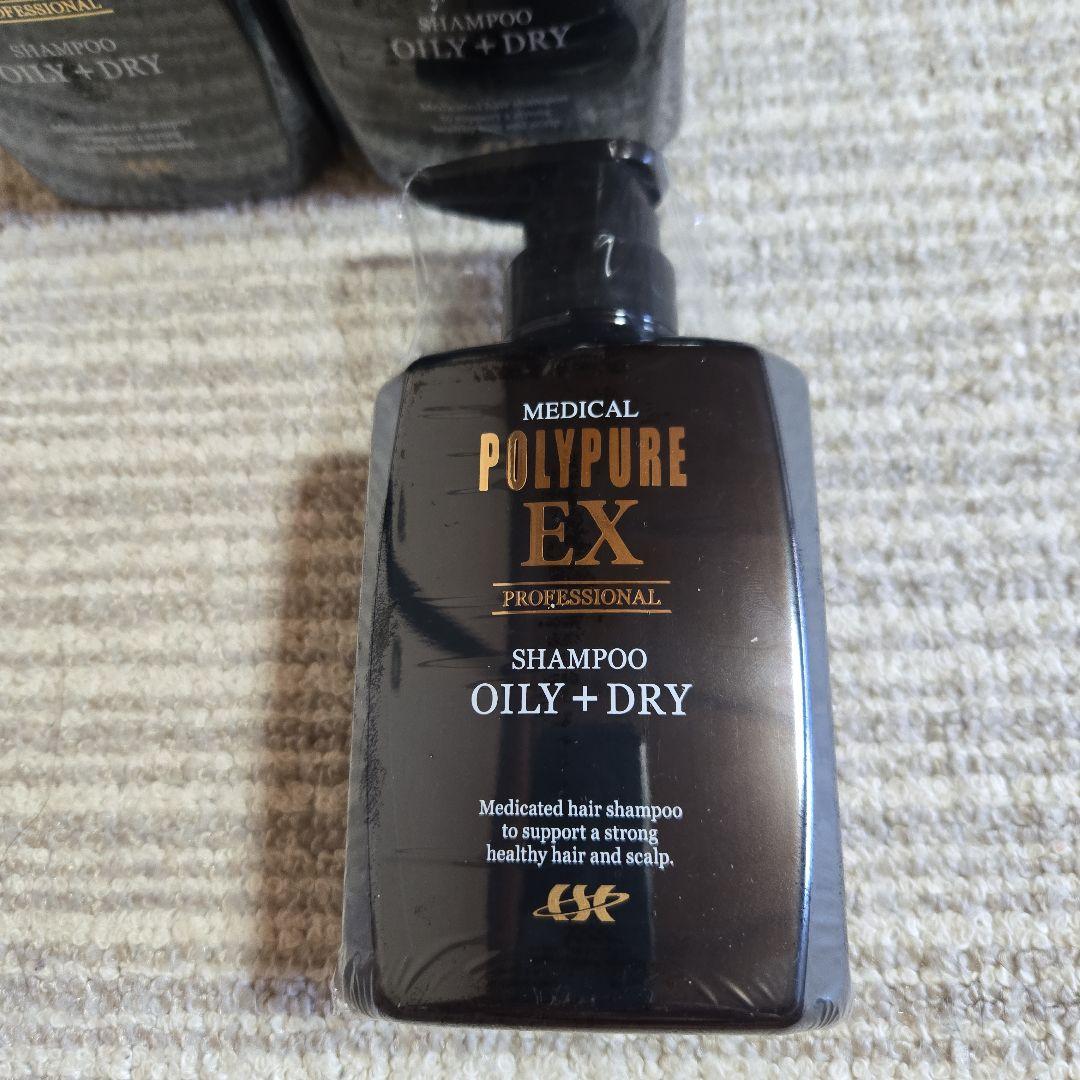 PROFESSIONAL
SHAMPOO
OILY + DRY
SHAMPOO
OILY + DRY
MEDICAL
POLYPURE
EX
PROFESSIONAL
SHAMPOO
OILY + DRY
Medicated hair shampoo
to support a strong
healthy hair and scalp.